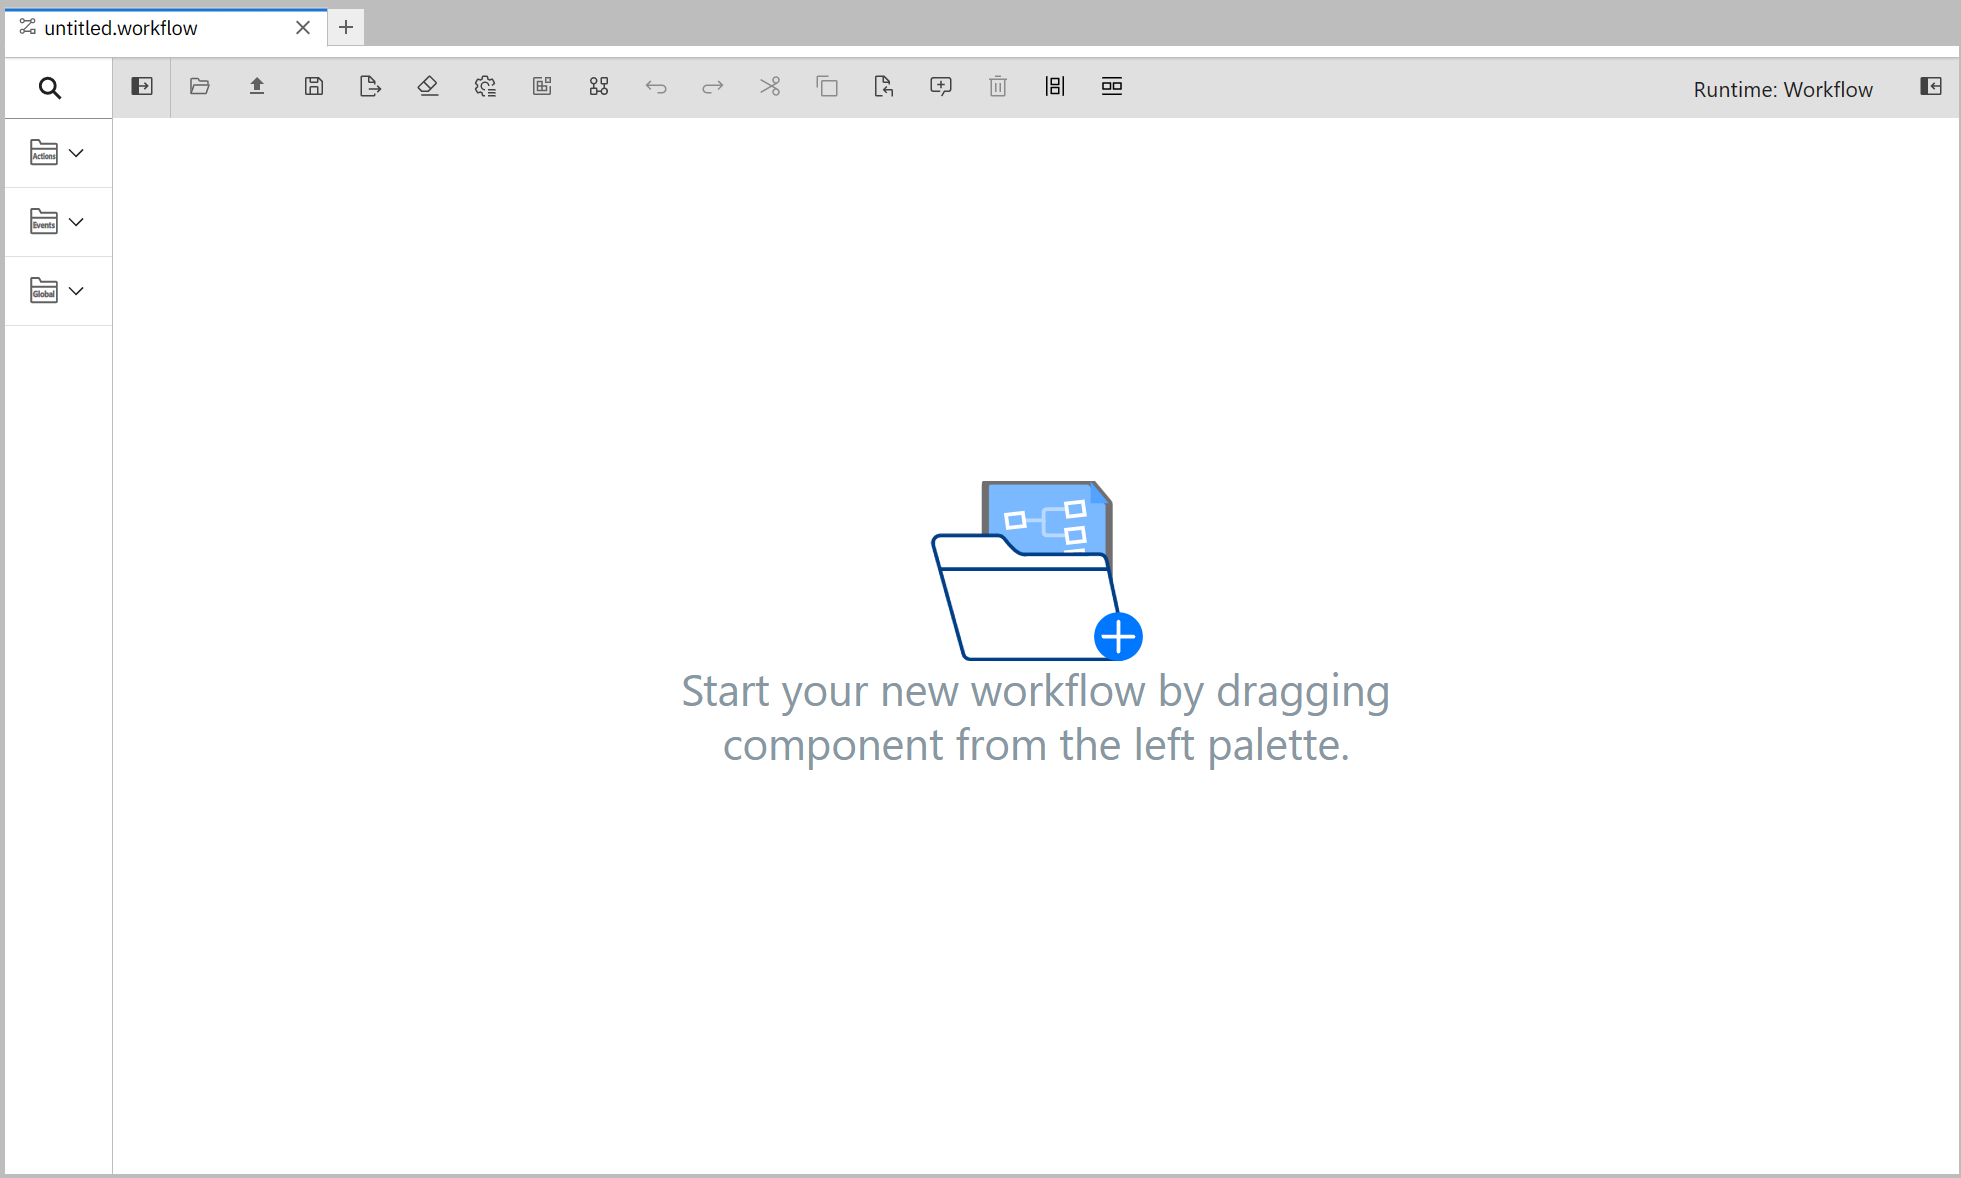 untitled.workflow
Runtime: Workflow
Actions
Events
Global
Start your new workflow by dragging
component from the left palette.